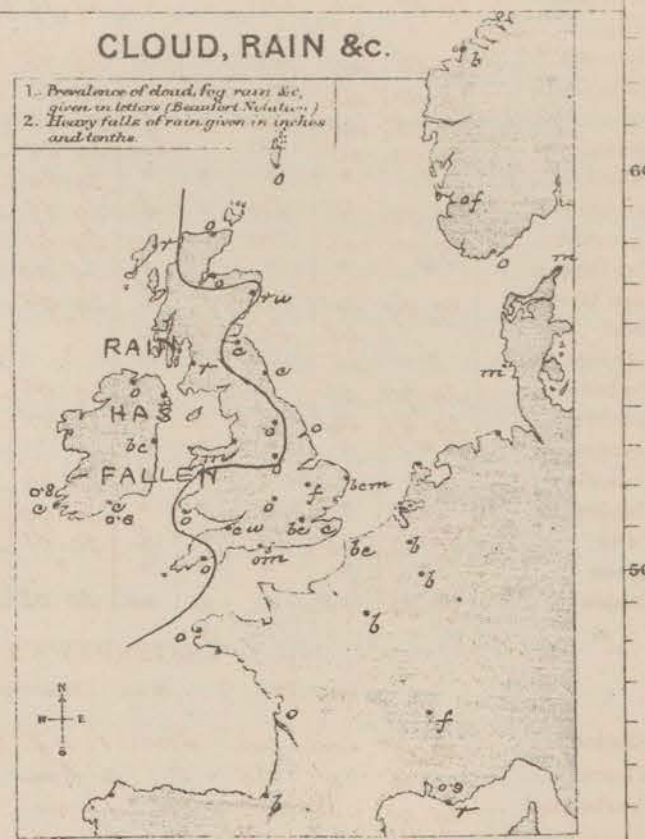 CLOUD, RAIN &c.
1. Prevalence of cloud, fog rain &c,
given in letters (Beaufort Notation)
2. Heavy falls of rain given in inches
and tenths.
b
60
o
of
o
r
o
m
o
rw
c
RAIN
r
c
m
o
HAS
o
o
bc
m
FALLEN
o
bcm
f
0.8
c
0.6
o
o
cw
bc
c
bc
b
om
o
b
50
b
o
o
f
N
W E
S
0.9
b
r